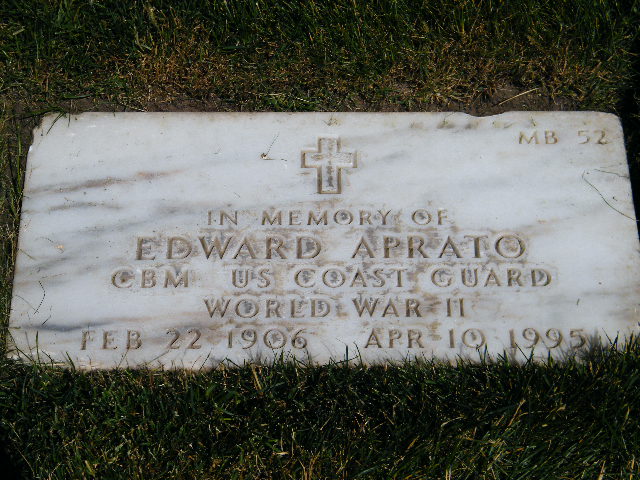 MB 52
IN MEMORY OF
EDWARD APRATO
CBM US COAST GUARD
WORLD WAR II
FEB 22 1906 APR 10 1995